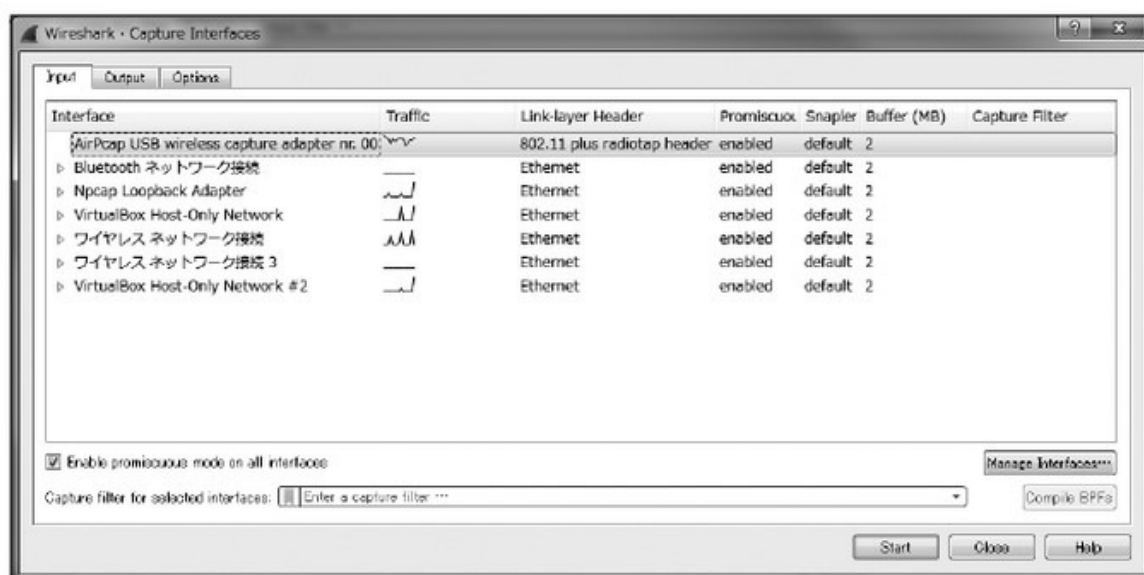 Wireshark · Capture Interfaces
Input Output Options
Interface Traffic Link-layer Header Promiscuou Snapler Buffer (MB) Capture Filter
AirPcap USB wireless capture adapter nr. 00 802.11 plus radiotap header enabled default 2
Bluetooth ネットワーク接続 Ethernet enabled default 2
Npcap Loopback Adapter Ethernet enabled default 2
VirtualBox Host-Only Network Ethernet enabled default 2
ワイヤレス ネットワーク接続 Ethernet enabled default 2
ワイヤレス ネットワーク接続 3 Ethernet enabled default 2
VirtualBox Host-Only Network #2 Ethernet enabled default 2
Enable promiscuous mode on all interfaces
Manage Interfaces…
Capture filter for selected interfaces: Enter a capture filter …
Compile BPFs
Start Close Help